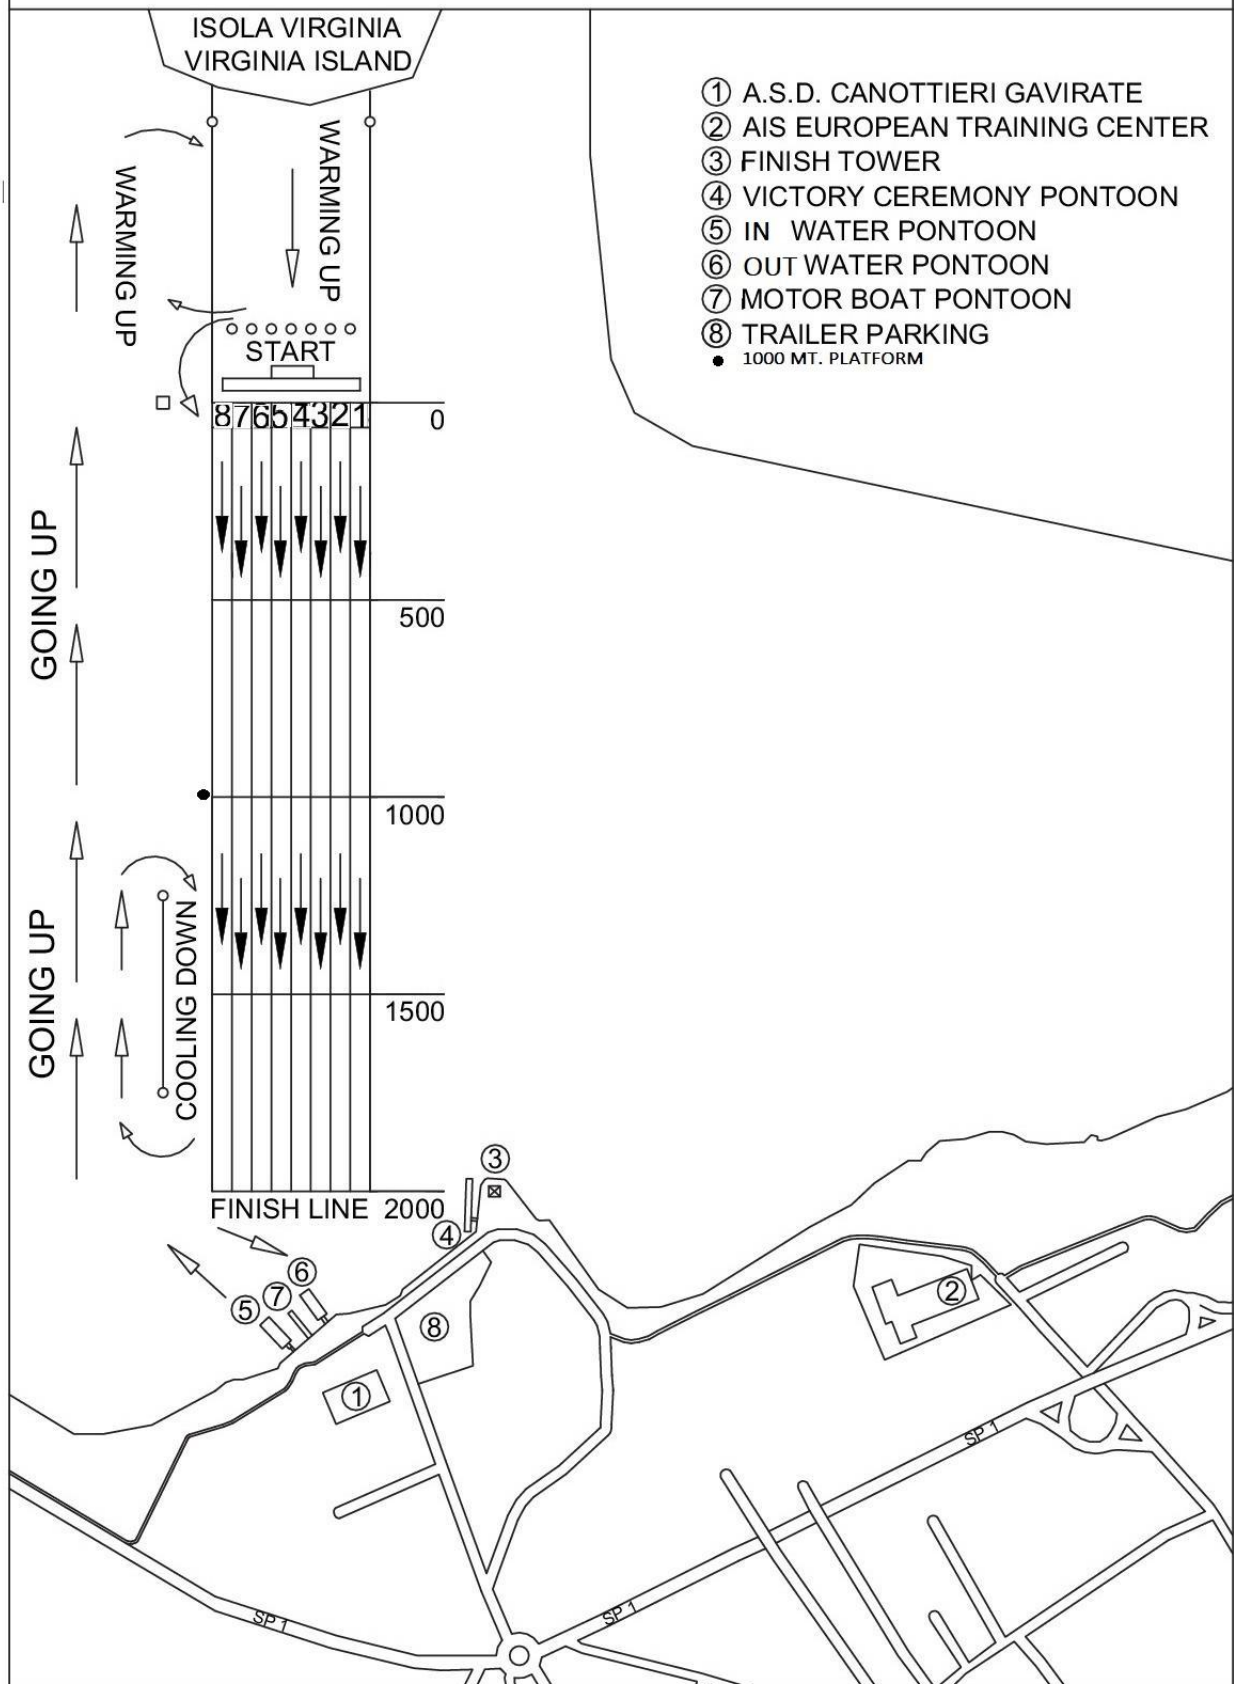 ISOLA VIRGINIA
VIRGINIA ISLAND
① A.S.D. CANOTTIERI GAVIRATE
② AIS EUROPEAN TRAINING CENTER
③ FINISH TOWER
④ VICTORY CEREMONY PONTOON
⑤ IN WATER PONTOON
⑥ OUT WATER PONTOON
⑦ MOTOR BOAT PONTOON
⑧ TRAILER PARKING
● 1000 MT. PLATFORM
WARMING UP
WARMING UP
START
8 7 6 5 4 3 2 1
0
GOING UP
500
1000
GOING UP
COOLING DOWN
1500
③
FINISH LINE 2000
④
⑥
⑦
⑤
②
⑧
①
SP 1
SP 1
SP 1